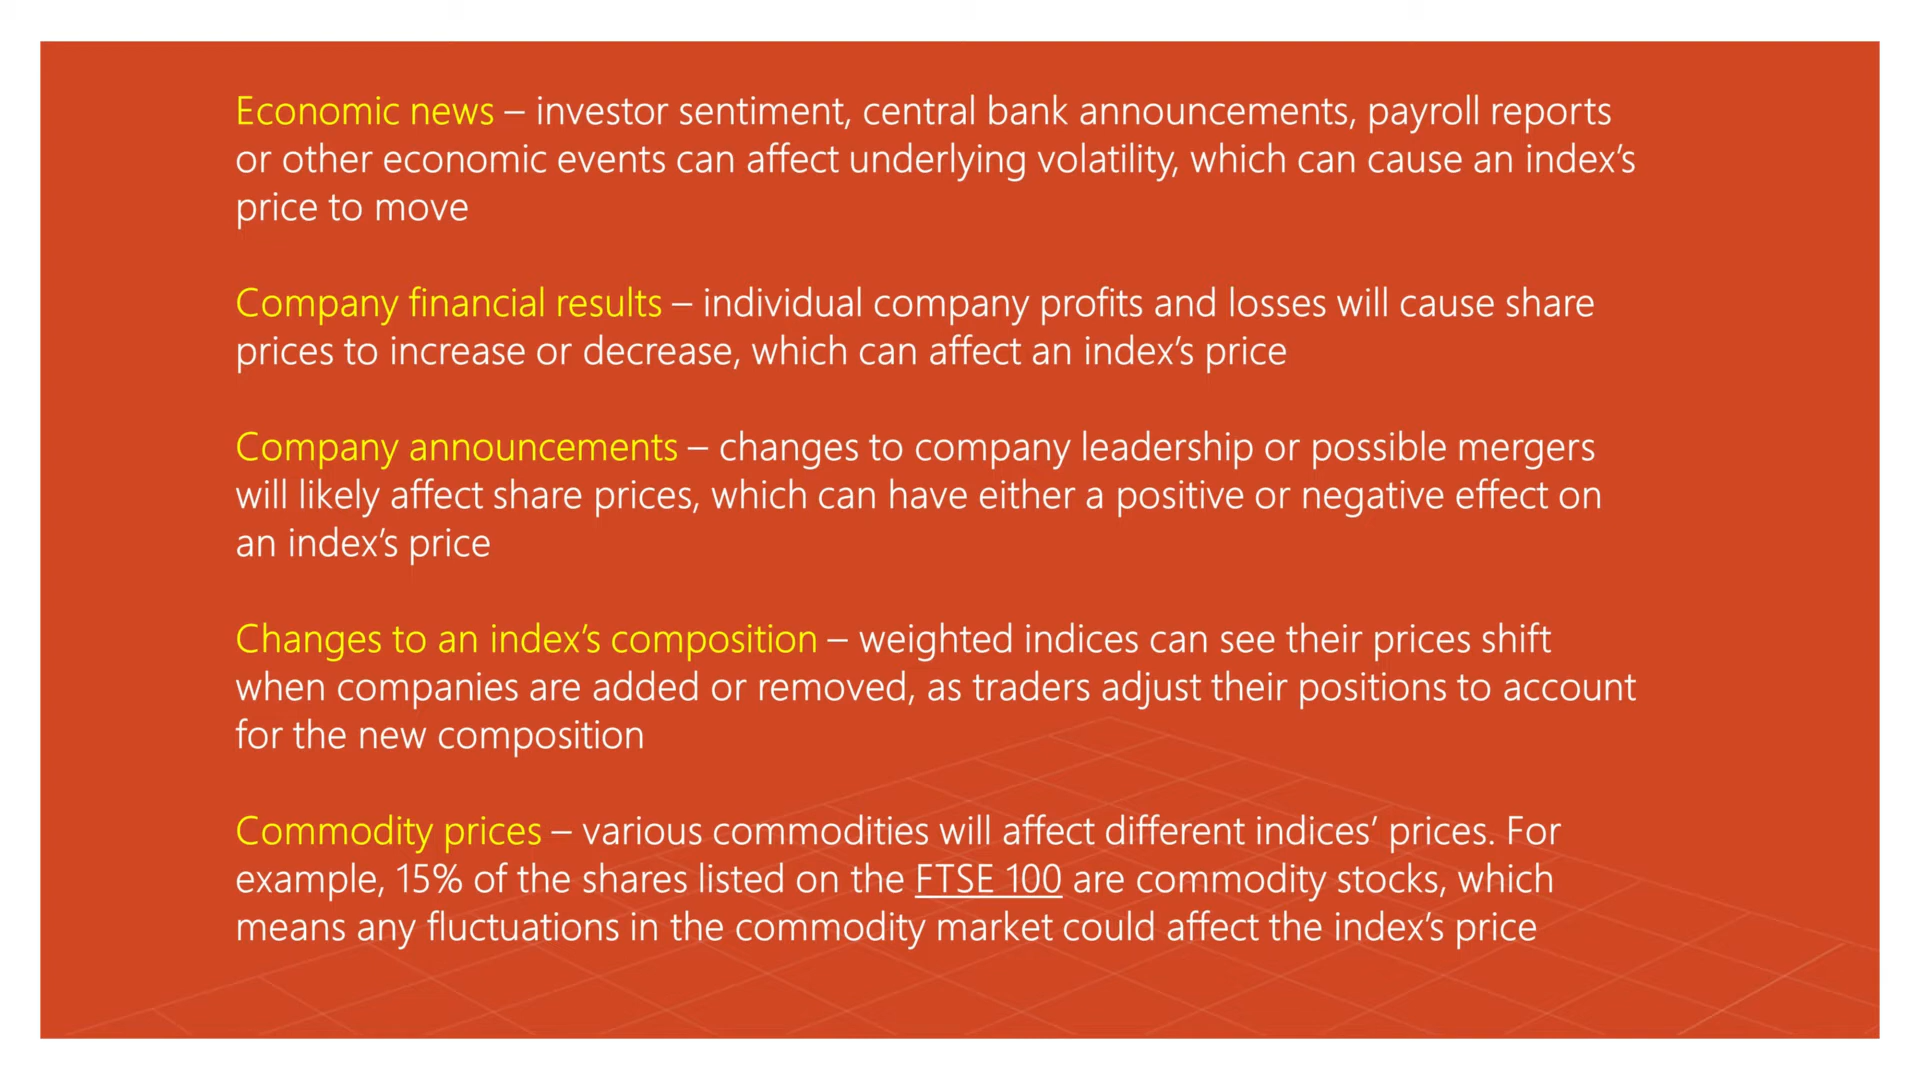 Economic news – investor sentiment, central bank announcements, payroll reports
or other economic events can affect underlying volatility, which can cause an index’s
price to move
Company financial results – individual company profits and losses will cause share
prices to increase or decrease, which can affect an index’s price
Company announcements – changes to company leadership or possible mergers
will likely affect share prices, which can have either a positive or negative effect on
an index’s price
Changes to an index’s composition – weighted indices can see their prices shift
when companies are added or removed, as traders adjust their positions to account
for the new composition
Commodity prices – various commodities will affect different indices’ prices. For
example, 15% of the shares listed on the FTSE 100 are commodity stocks, which
means any fluctuations in the commodity market could affect the index’s price